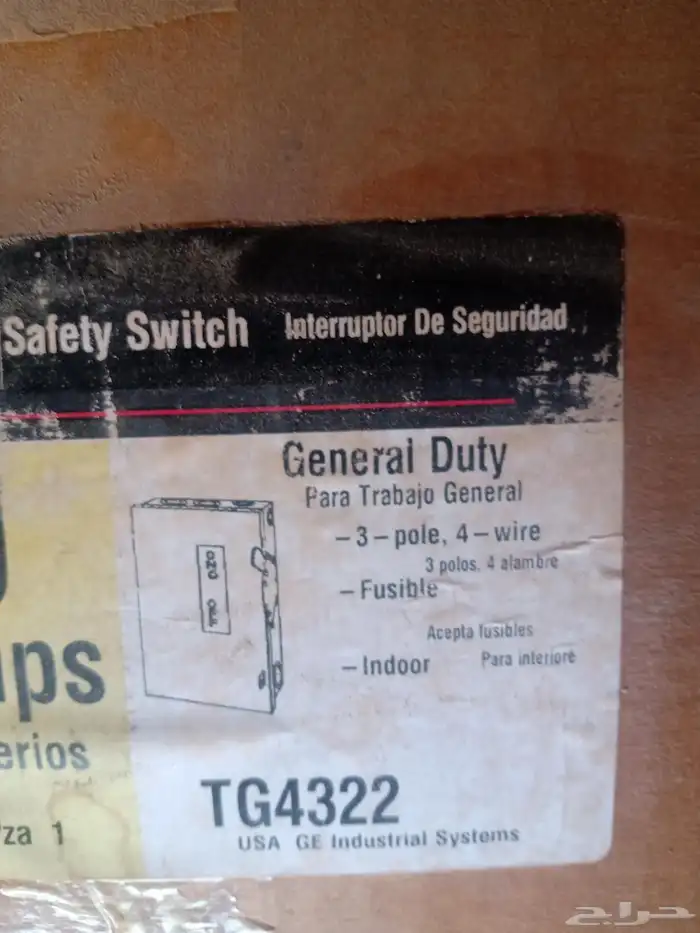 Safety Switch Interruptor De Seguridad
General Duty
Para Trabajo General
-3-pole, 4-wire
3 polos, 4 alambre
-Fusible
Acepta fusibles
-Indoor Para interiore
ps
erios
za 1
TG4322
USA GE Industrial Systems
حراج